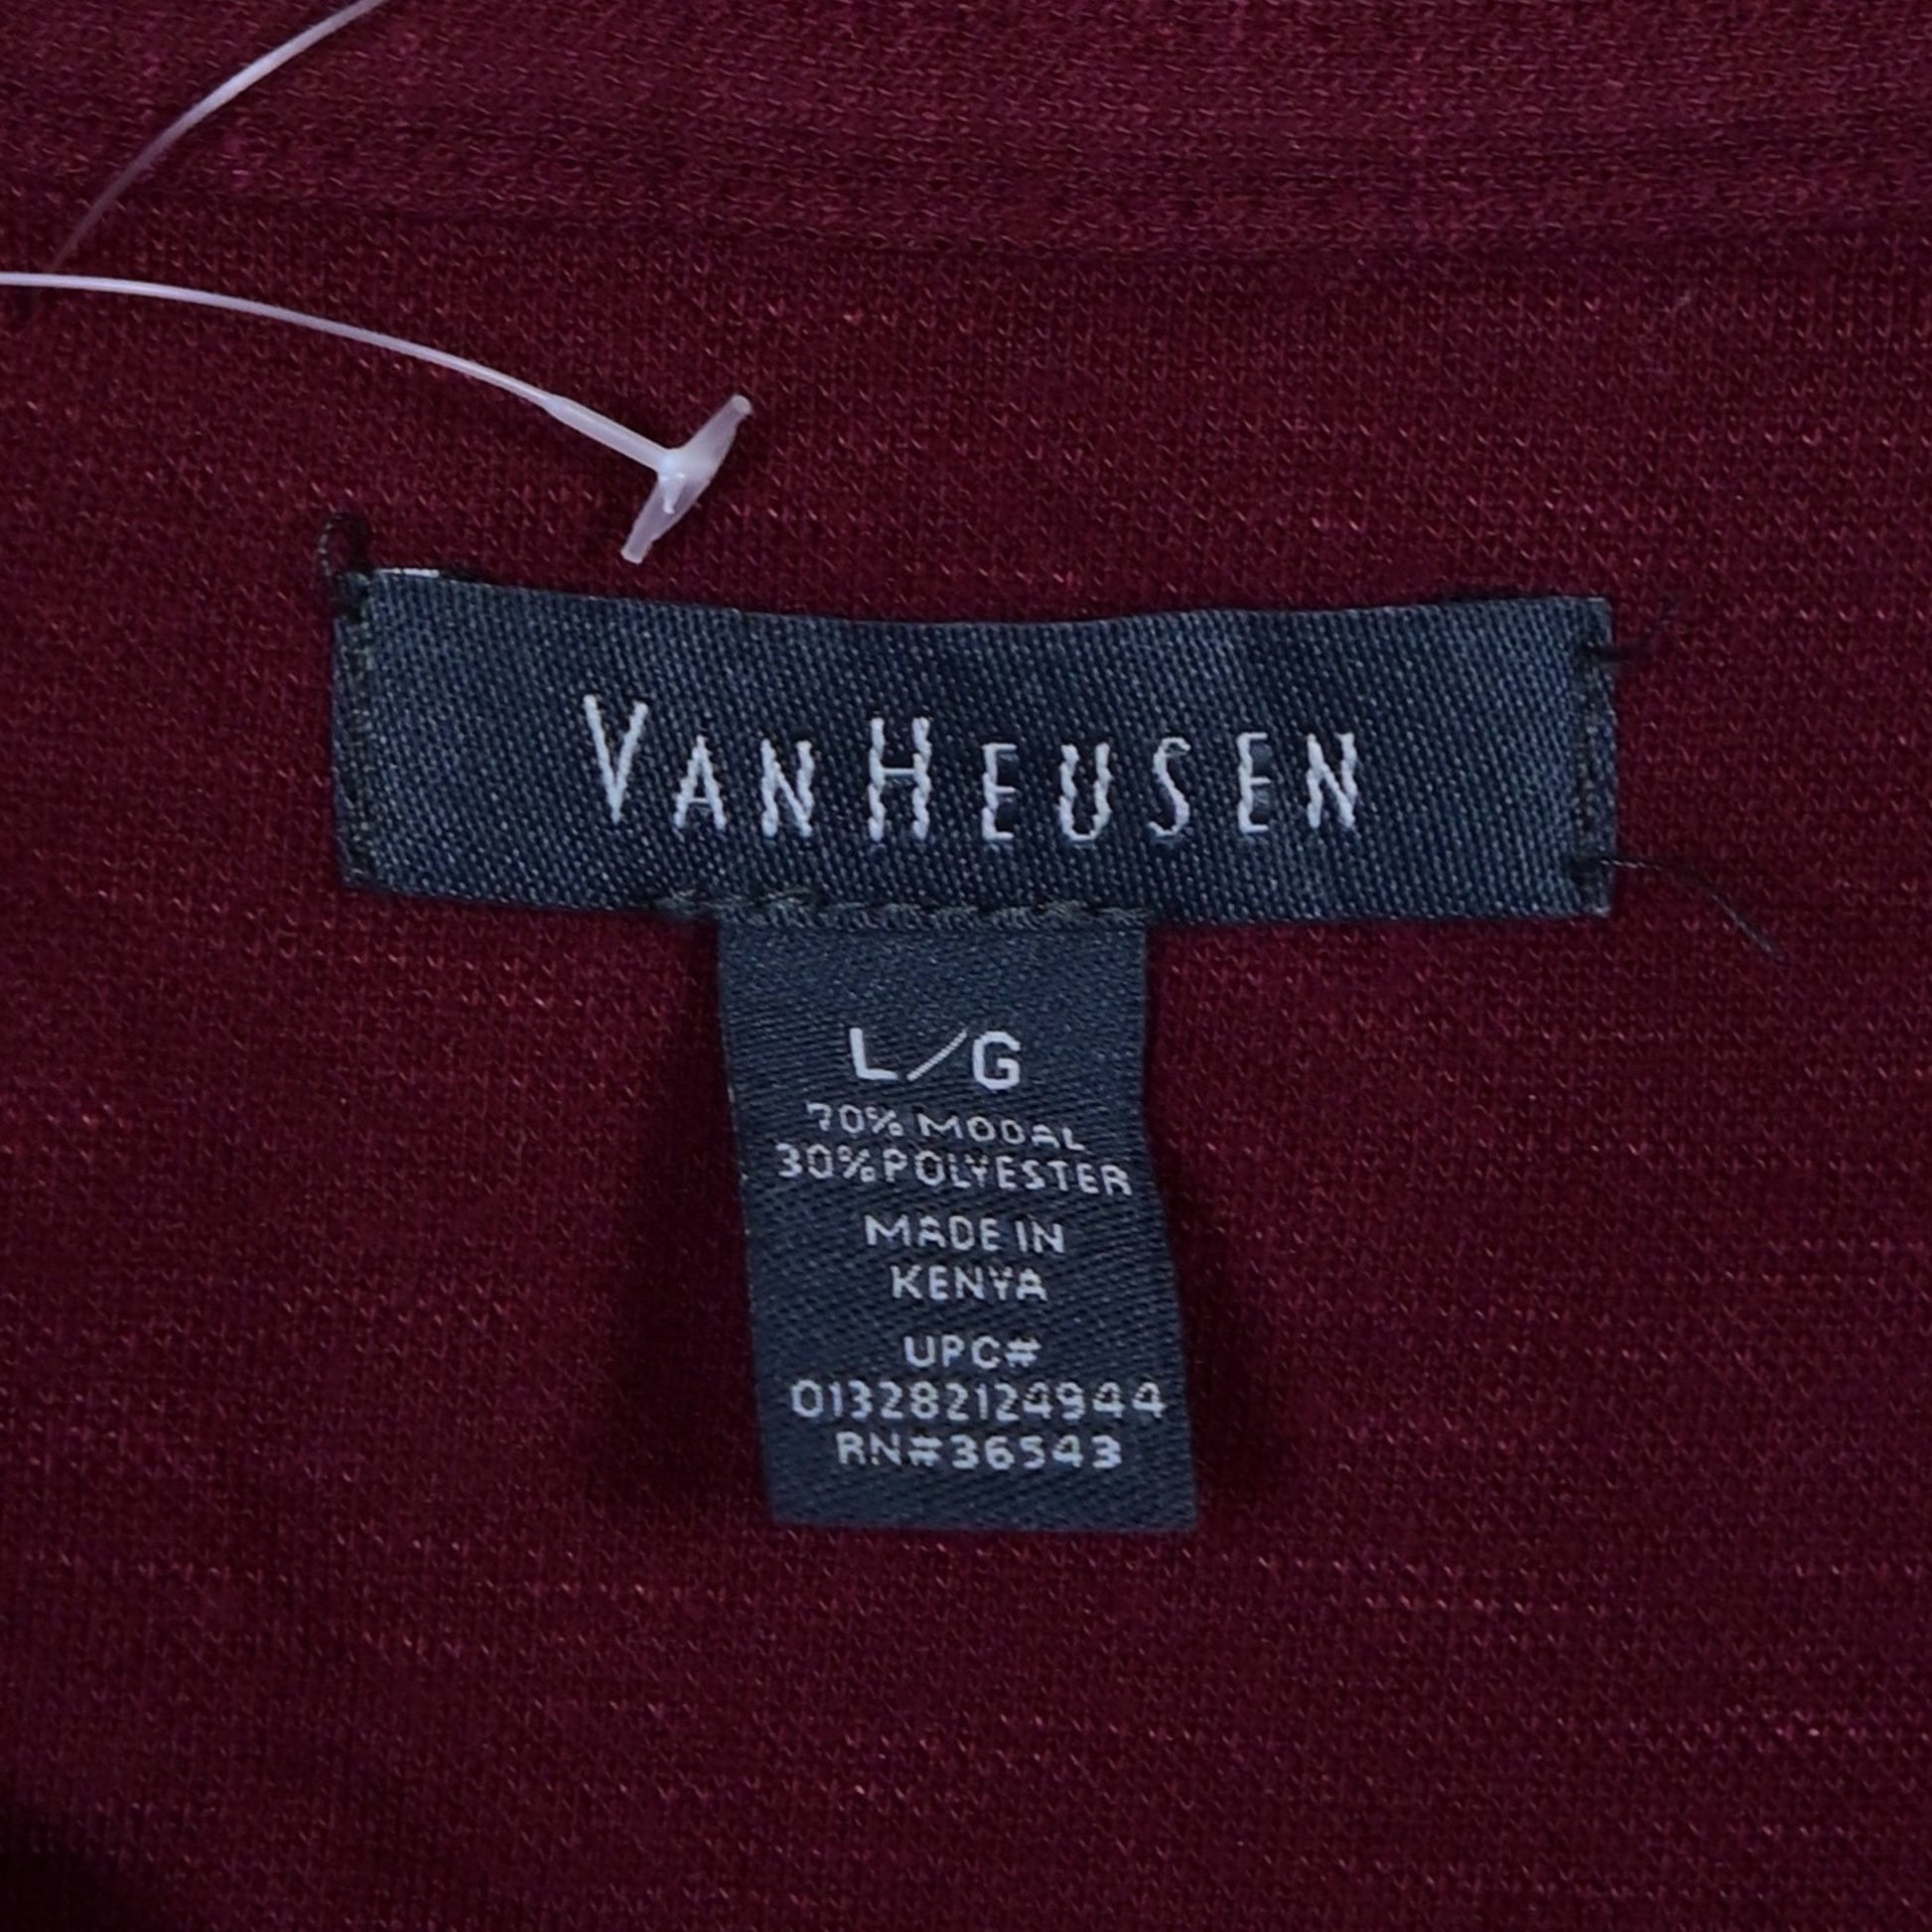 VANHEUSEN
L/G
70% MODAL
30% POLYESTER
MADE IN
KENYA
UPC#
013282124944
RN#36543